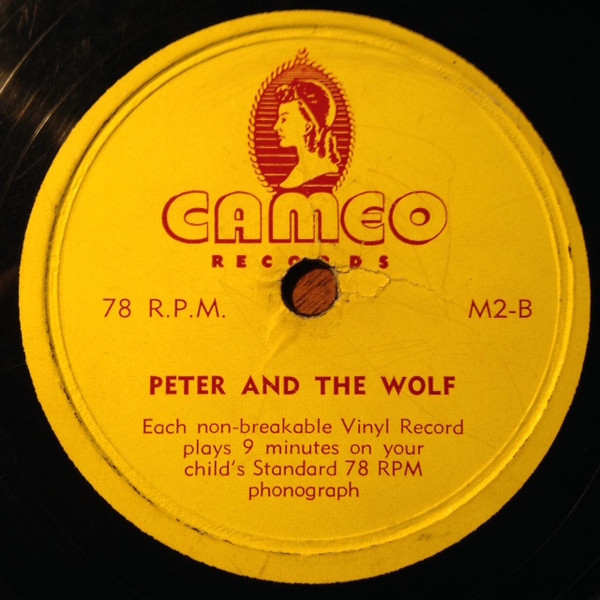 CAMEO
RECORDS
78 R.P.M. M2-B
PETER AND THE WOLF
Each non-breakable Vinyl Record
plays 9 minutes on your
child's Standard 78 RPM
phonograph